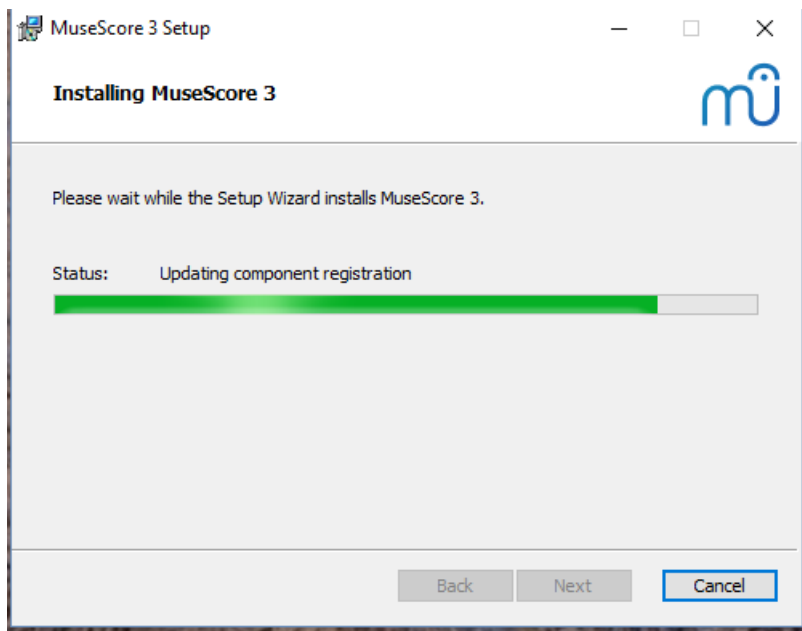 MuseScore 3 Setup
Installing MuseScore 3
Please wait while the Setup Wizard installs MuseScore 3.
Status: Updating component registration
Back Next Cancel